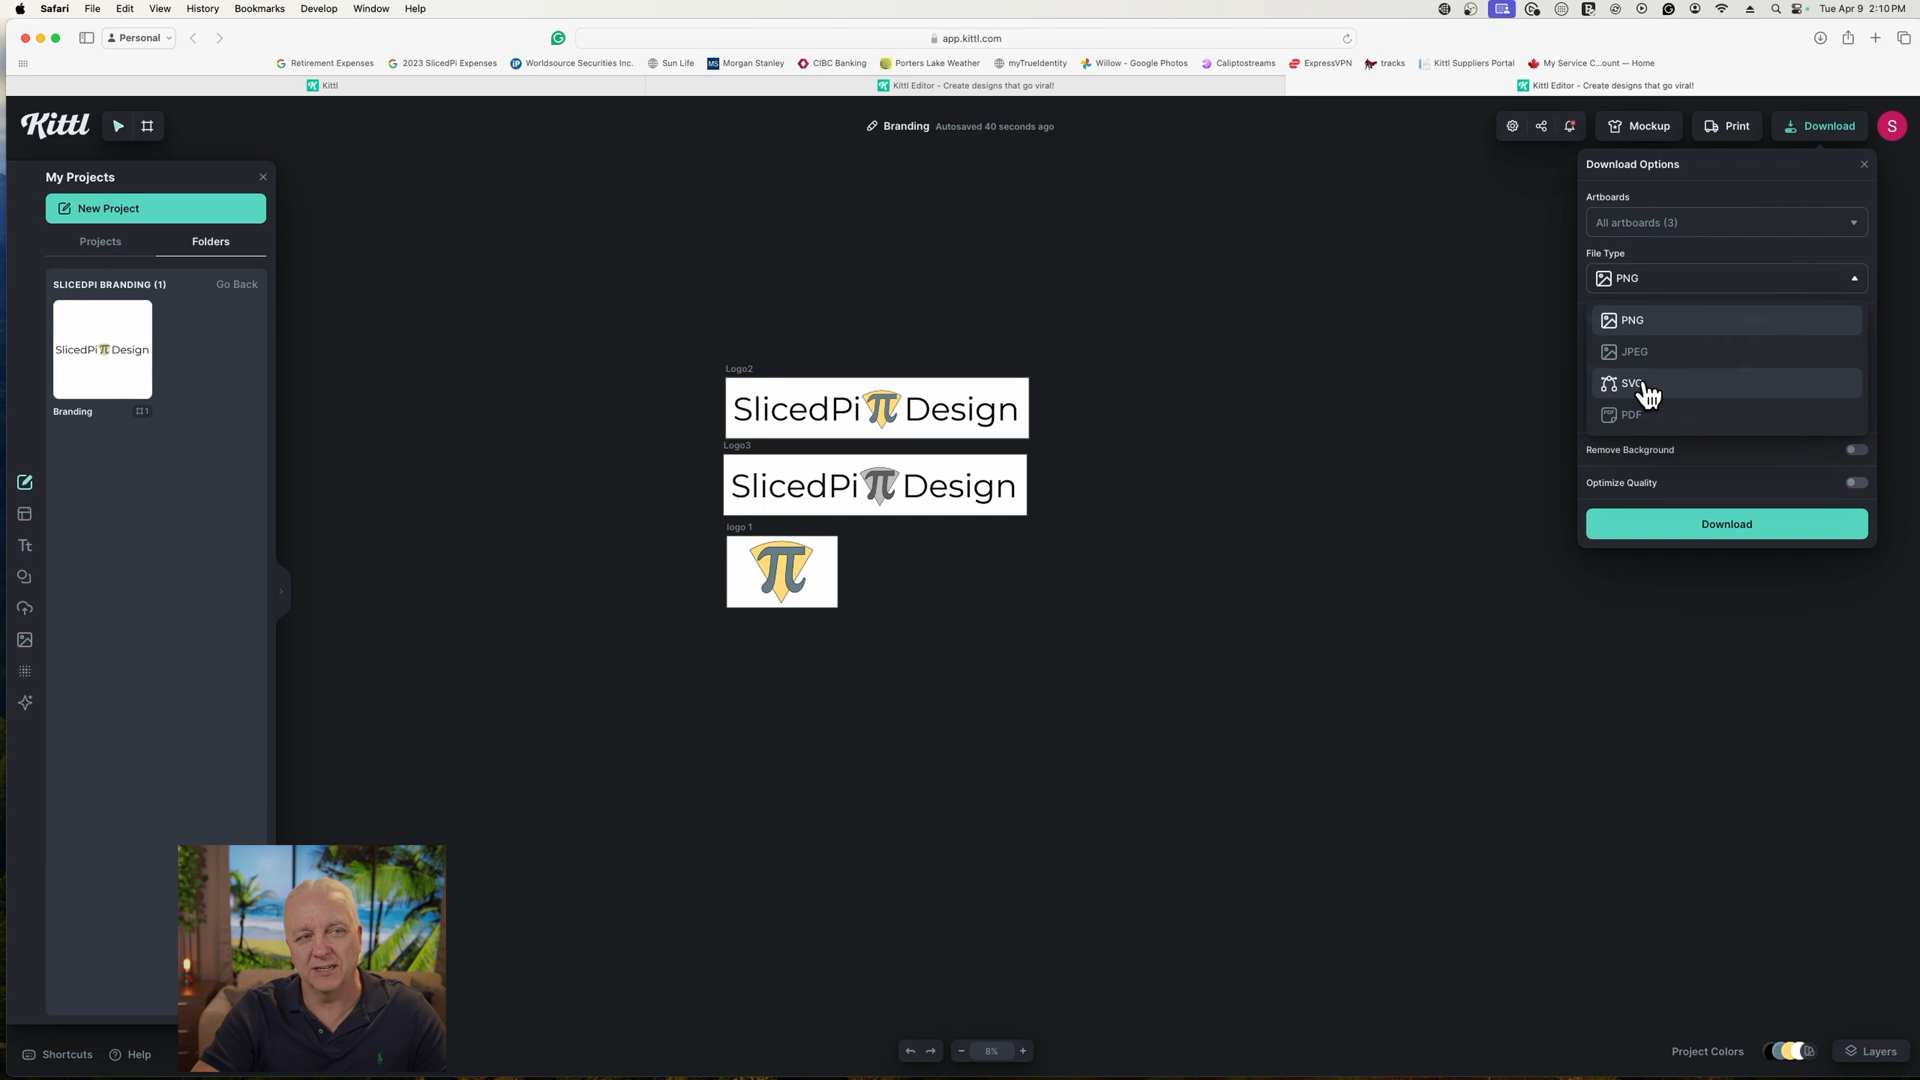 Safari File Edit View History Bookmarks Develop Window Help Tue Apr 9 2:10 PM
Personal app.kittl.com
Retirement Expenses 2023 SlicedPi Expenses Worldsource Securities Inc. Sun Life Morgan Stanley CIBC Banking Porters Lake Weather myTrueIdentity Willow - Google Photos Caliptostreams ExpressVPN tracks Kittl Suppliers Portal My Service C...ount — Home
Kittl Kittl Editor - Create designs that go viral! Kittl Editor - Create designs that go viral!
Kittl Branding Autosaved 40 seconds ago Mockup Print Download S
My Projects
New Project
Projects Folders
SLICEDPI BRANDING (1) Go Back
SlicedPi π Design
Branding 1
Logo2
SlicedPi π Design
Logo3
SlicedPi π Design
logo 1
π
Download Options
Artboards
All artboards (3)
File Type
PNG
PNG
JPEG
SVG
PDF
Remove Background
Optimize Quality
Download
Tt
Shortcuts Help 8% Project Colors Layers